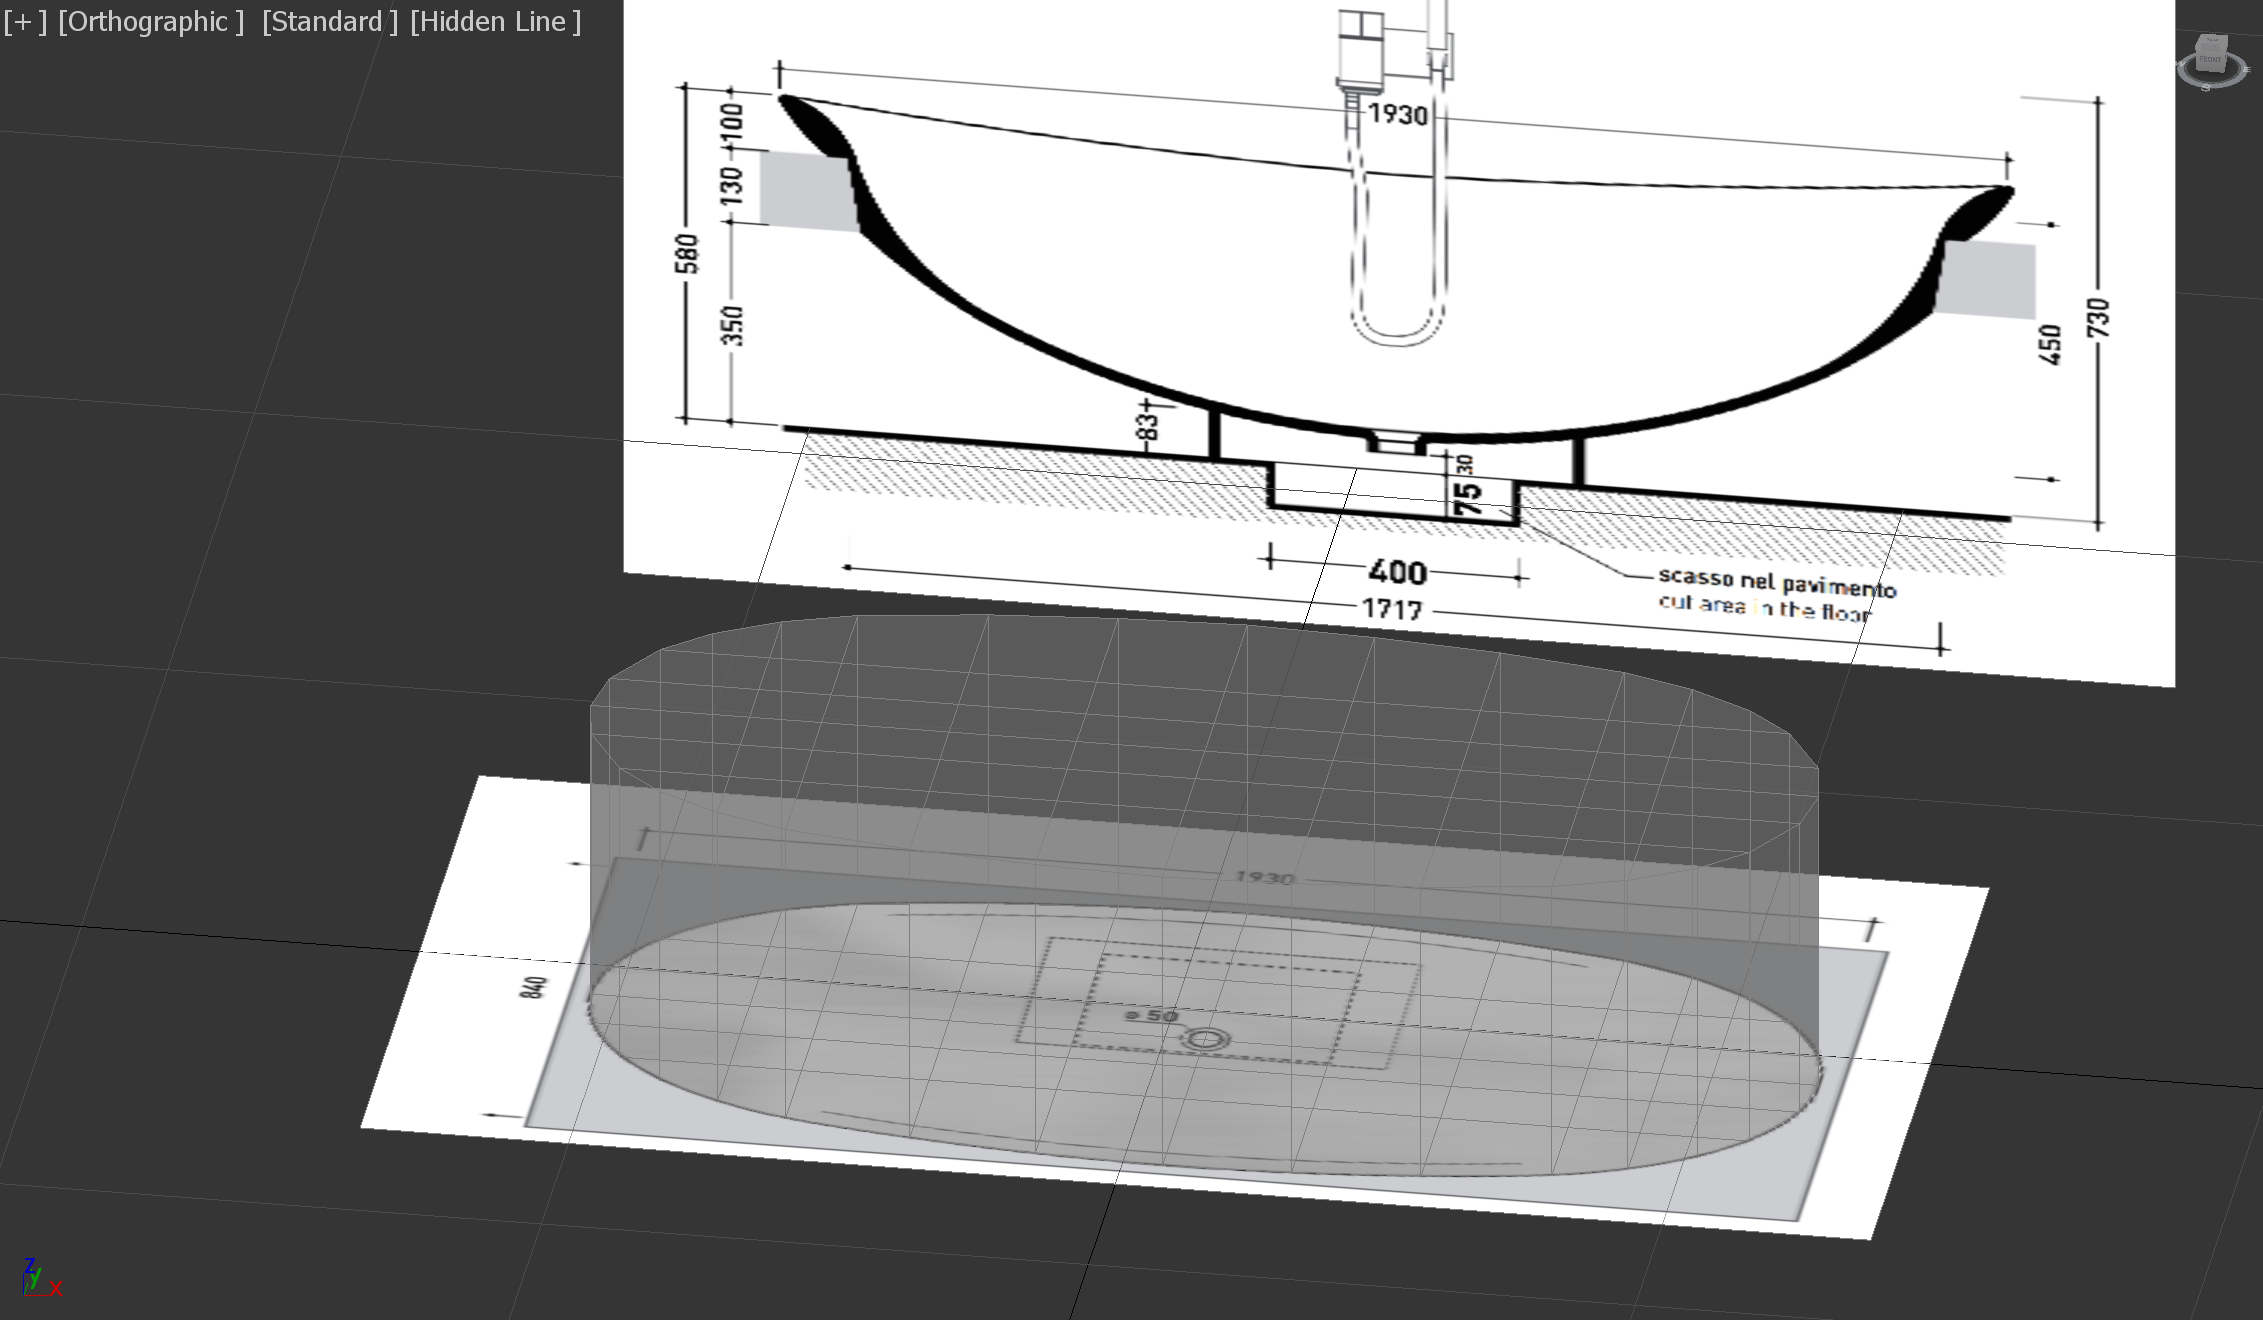 [+] [Orthographic] [Standard] [Hidden Line]
FRONT
S
1930
100
130
350
580
730
450
83
30
75
400
scasso nel pavimento
cut area in the floor
1717
1930
840
ø 50
Z
y
x